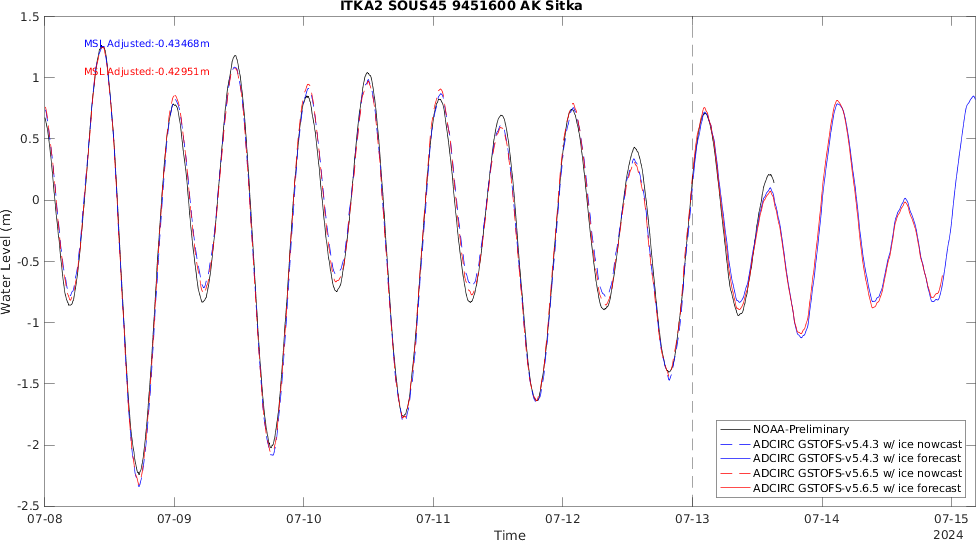 ITKA2 SOUS45 9451600 AK Sitka
MSL Adjusted:-0.43468m
MSL Adjusted:-0.42951m
Water Level (m)
1.5
1
0.5
0
-0.5
-1
-1.5
-2
-2.5
NOAA-Preliminary
ADCIRC GSTOFS-v5.4.3 w/ ice nowcast
ADCIRC GSTOFS-v5.4.3 w/ ice forecast
ADCIRC GSTOFS-v5.6.5 w/ ice nowcast
ADCIRC GSTOFS-v5.6.5 w/ ice forecast
07-08 07-09 07-10 07-11 07-12 07-13 07-14 07-15
Time 2024